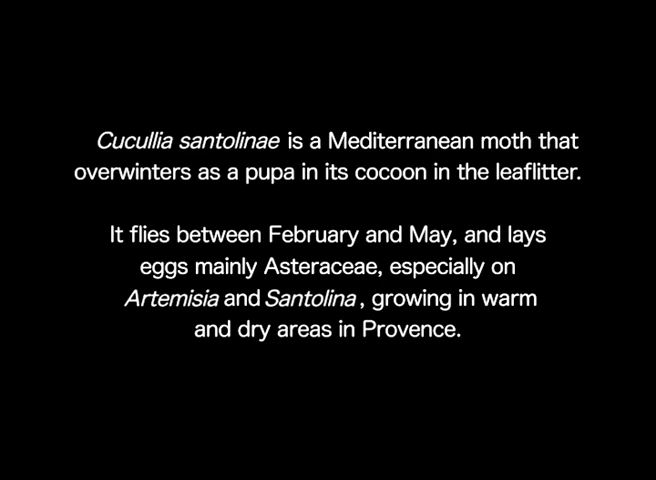 Cucullia santolinae is a Mediterranean moth that
overwinters as a pupa in its cocoon in the leaflitter.
It flies between February and May, and lays
eggs mainly Asteraceae, especially on
Artemisia and Santolina , growing in warm
and dry areas in Provence.